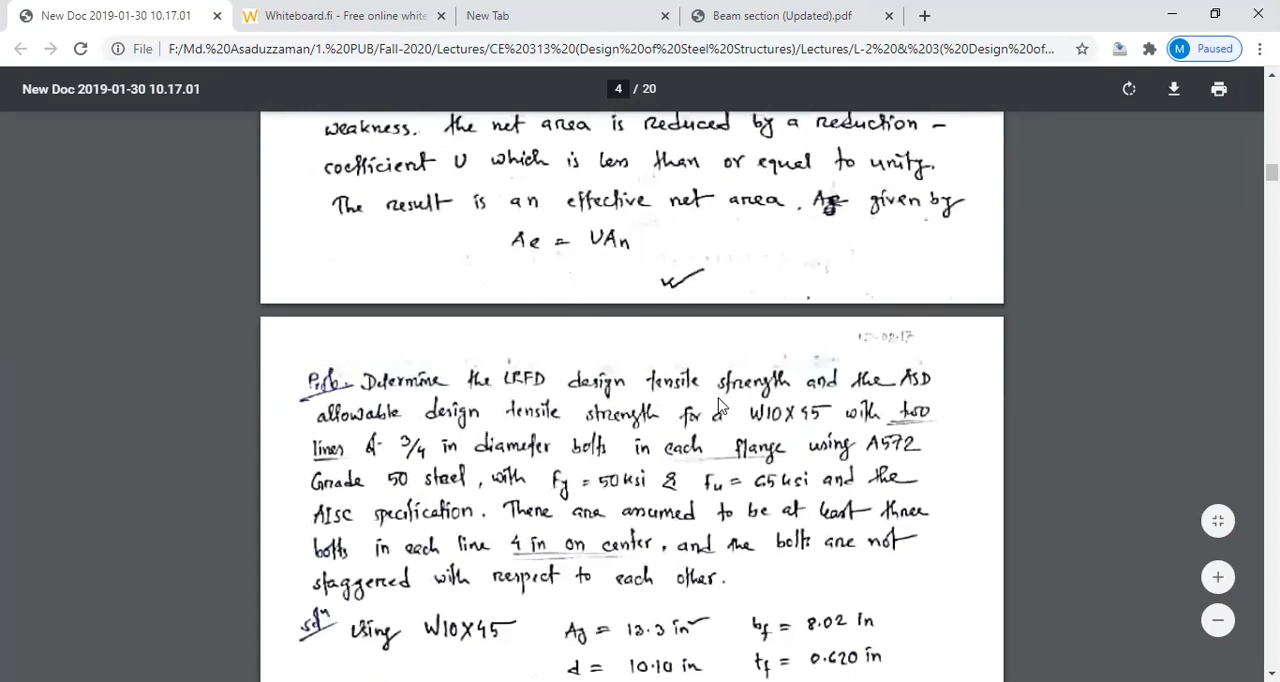 New Doc 2019-01-30 10.17.01
Whiteboard.fi - Free online white
New Tab
Beam section (Updated).pdf
File
F:/Md.%20Asaduzzaman/1.%20PUB/Fall-2020/Lectures/CE%20313%20(Design%20of%20Steel%20Structures)/Lectures/L-2%20&%203(%20Design%20of...
M Paused
New Doc 2019-01-30 10.17.01
4 / 20
weakness. The net area is reduced by a reduction -
coefficient U which is less than or equal to unity.
The result is an effective net area. given by
Ae = UAn
Prob. Determine the LRFD design tensile strength and the ASD
allowable design tensile strength for a W10X45 with two
lines of 3/4 in diameter bolts in each flange using A572
Grade 50 steel, with Fy = 50 ksi & Fu = 65 ksi and the
AISC specification. There are assumed to be at least three
bolts in each line 4 in on center, and the bolts are not
staggered with respect to each other.
Solⁿ Using W10X45 Ag = 13.3 in² bf = 8.02 in
d = 10.10 in tf = 0.620 in